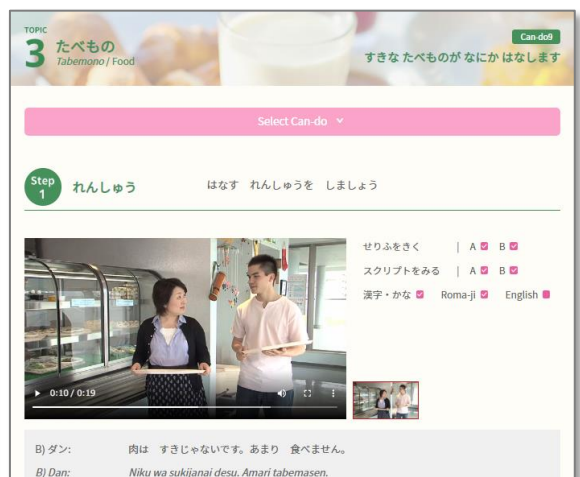 TOPIC
3 たべもの
Tabemono / Food
Can-do9
すきな たべものが なにか はなします
Select Can-do
Step 1 れんしゅう はなす れんしゅうを しましょう
せりふをきく | A B
スクリプトをみる | A B
漢字・かな Roma-ji English
0:10 / 0:19
B) ダン: 肉は すきじゃないです。あまり 食べません。
B) Dan: Niku wa sukijanai desu. Amari tabemasen.